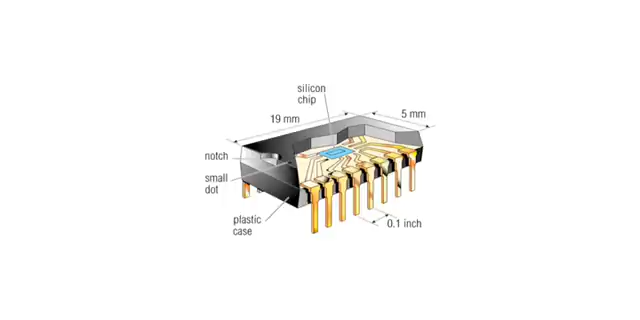 silicon
chip
19 mm
5 mm
notch
small
dot
plastic
case
0.1 inch